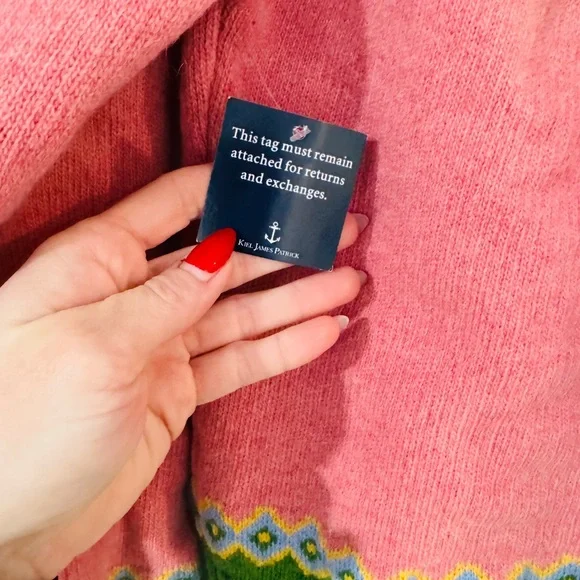 This tag must remain
attached for returns
and exchanges.
KIEL JAMES PATRICK